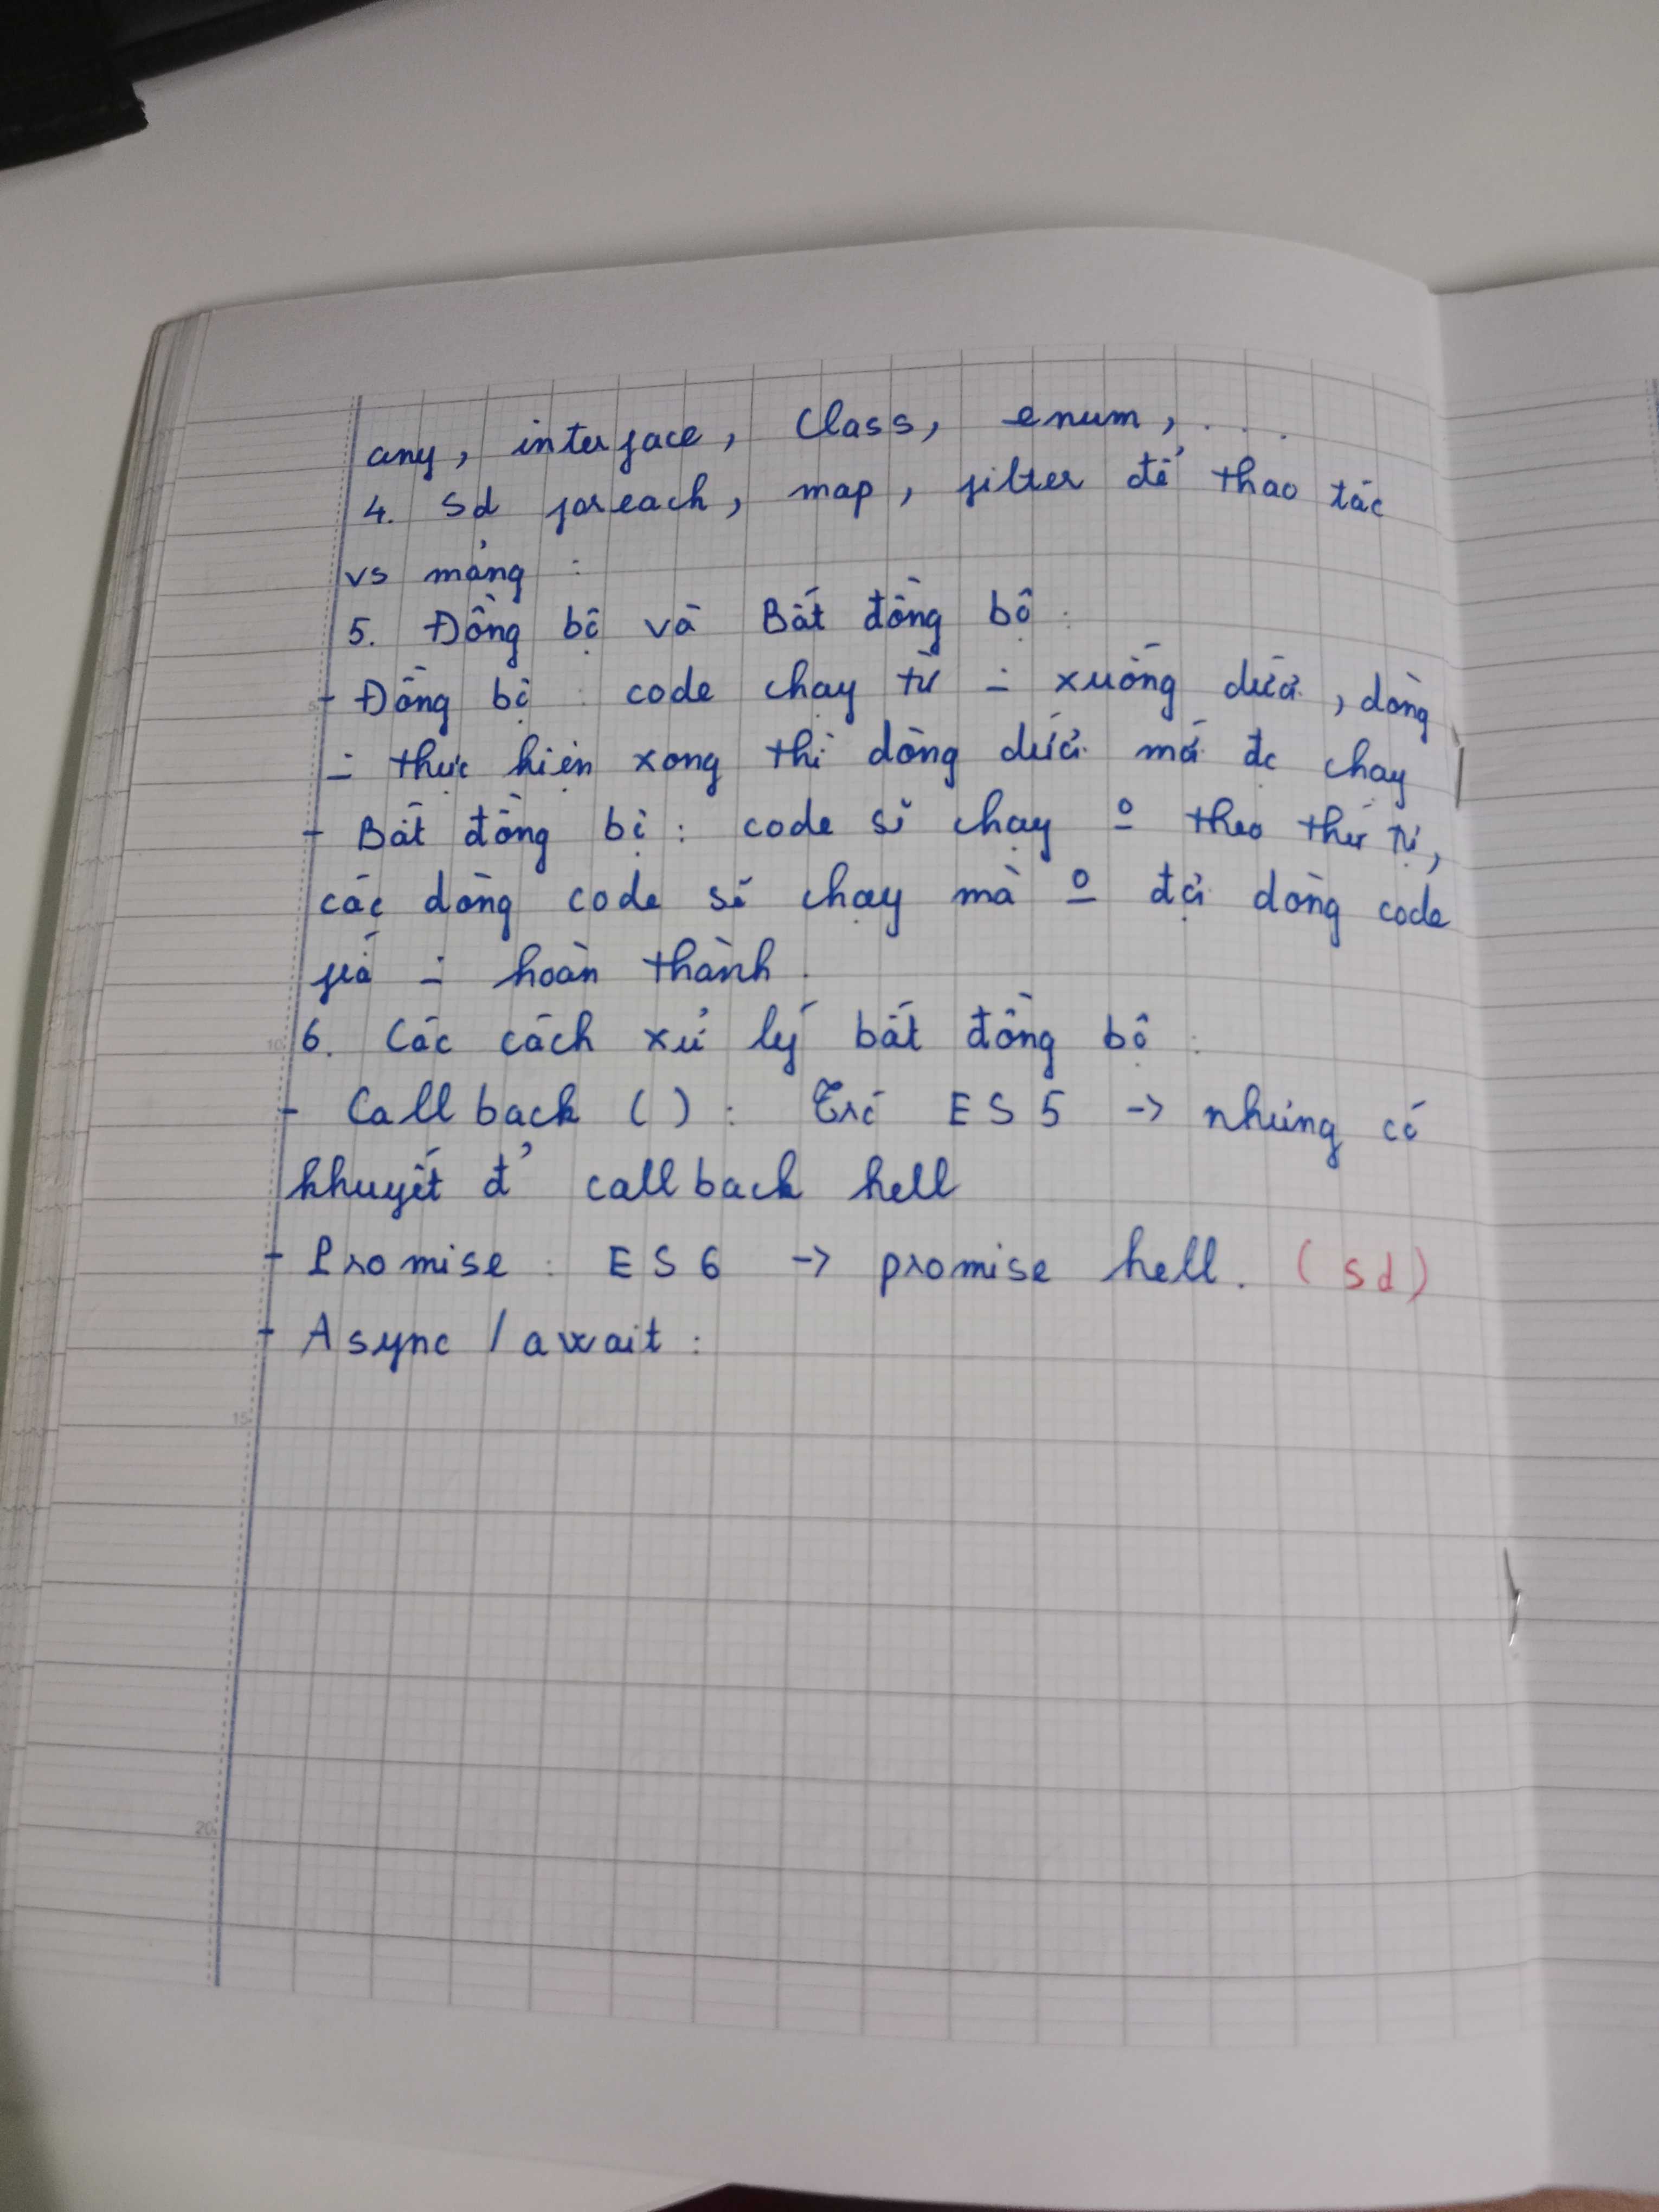 any, interface, Class, enum, ...
4. sd foreach, map, filter để thao tác
vs mảng :
5. Đồng bộ và Bất đồng bộ :
- Đồng bộ : code chạy từ ∸ xuống dưới, dòng
∸ thực hiện xong thì dòng dưới mới đc chạy
- Bất đồng bộ : code sẽ chạy º theo thứ tự,
các dòng code sẽ chạy mà º đợi dòng code
phía ∸ hoàn thành.
6. Các cách xử lý bất đồng bộ :
- Callback () : ES5 -> nhưng có
khuyết đ' callback hell
- Promise : ES6 -> promise hell. (sd)
- Async / await :